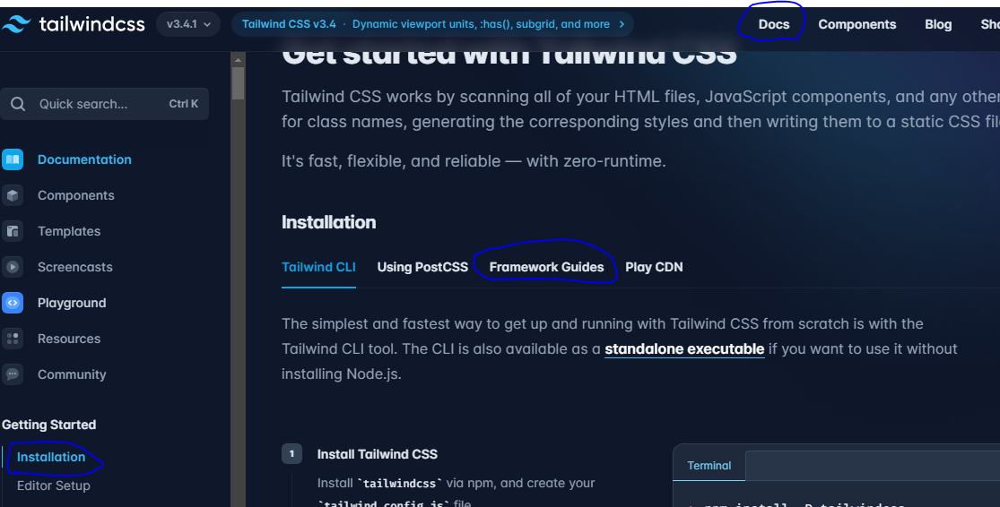 tailwindcss
v3.4.1
Tailwind CSS v3.4 · Dynamic viewport units, :has(), subgrid, and more
Docs
Components
Blog
Quick search...
Ctrl K
Documentation
Components
Templates
Screencasts
Playground
Resources
Community
Getting Started
Installation
Editor Setup
Get started with Tailwind CSS
Tailwind CSS works by scanning all of your HTML files, JavaScript components, and any other
for class names, generating the corresponding styles and then writing them to a static CSS
It's fast, flexible, and reliable — with zero-runtime.
Installation
Tailwind CLI
Using PostCSS
Framework Guides
Play CDN
The simplest and fastest way to get up and running with Tailwind CSS from scratch is with the
Tailwind CLI tool. The CLI is also available as a standalone executable if you want to use it without
installing Node.js.
1
Install Tailwind CSS
Install `tailwindcss` via npm, and create your
`tailwind.config.js` file.
Terminal
> npm install -D tailwindcss